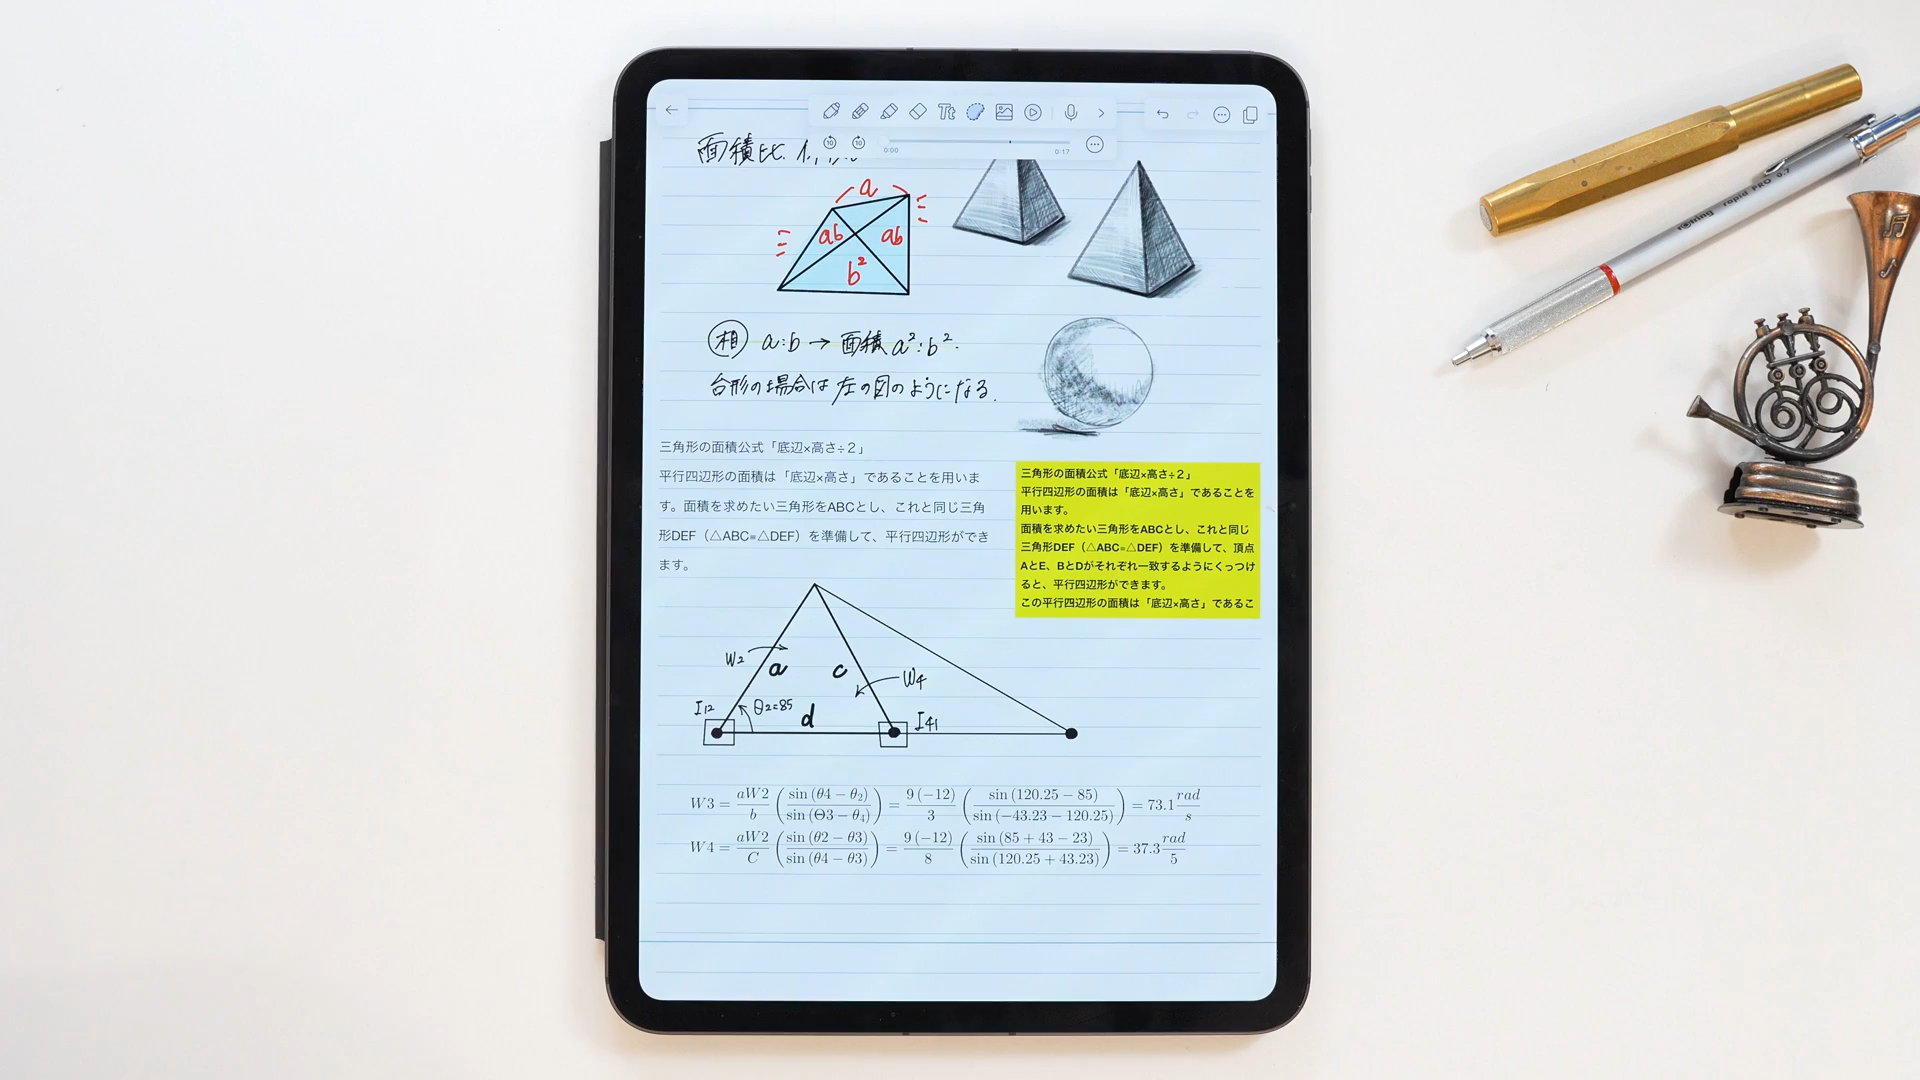 Tt
10 10
0:00 0:17
面積比
a
ab ab
b²
相 a:b → 面積 a²:b².
台形の場合は左の図のようになる.
三角形の面積公式「底辺×高さ÷2」
平行四辺形の面積は「底辺×高さ」であることを用いま
す。面積を求めたい三角形をABCとし、これと同じ三角
形DEF（△ABC=△DEF）を準備して、平行四辺形ができ
ます。
三角形の面積公式「底辺×高さ÷2」
平行四辺形の面積は「底辺×高さ」であることを
用います。
面積を求めたい三角形をABCとし、これと同じ
三角形DEF（△ABC=△DEF）を準備して、頂点
AとE、BとDがそれぞれ一致するようにくっつけ
ると、平行四辺形ができます。
この平行四辺形の面積は「底辺×高さ」であるこ
W2 a c W4
I12 θ2=85 d I41
W3 = aW2/b (sin (θ4 − θ₂)/sin (Θ3 − θ₄)) = 9 (−12)/3 (sin (120.25 − 85)/sin (−43.23 − 120.25)) = 73.1 rad/s
W4 = aW2/C (sin (θ2 − θ3)/sin (θ4 − θ3)) = 9 (−12)/8 (sin (85 + 43 − 23)/sin (120.25 + 43.23)) = 37.3 rad/5
rotring rapid PRO 0.7